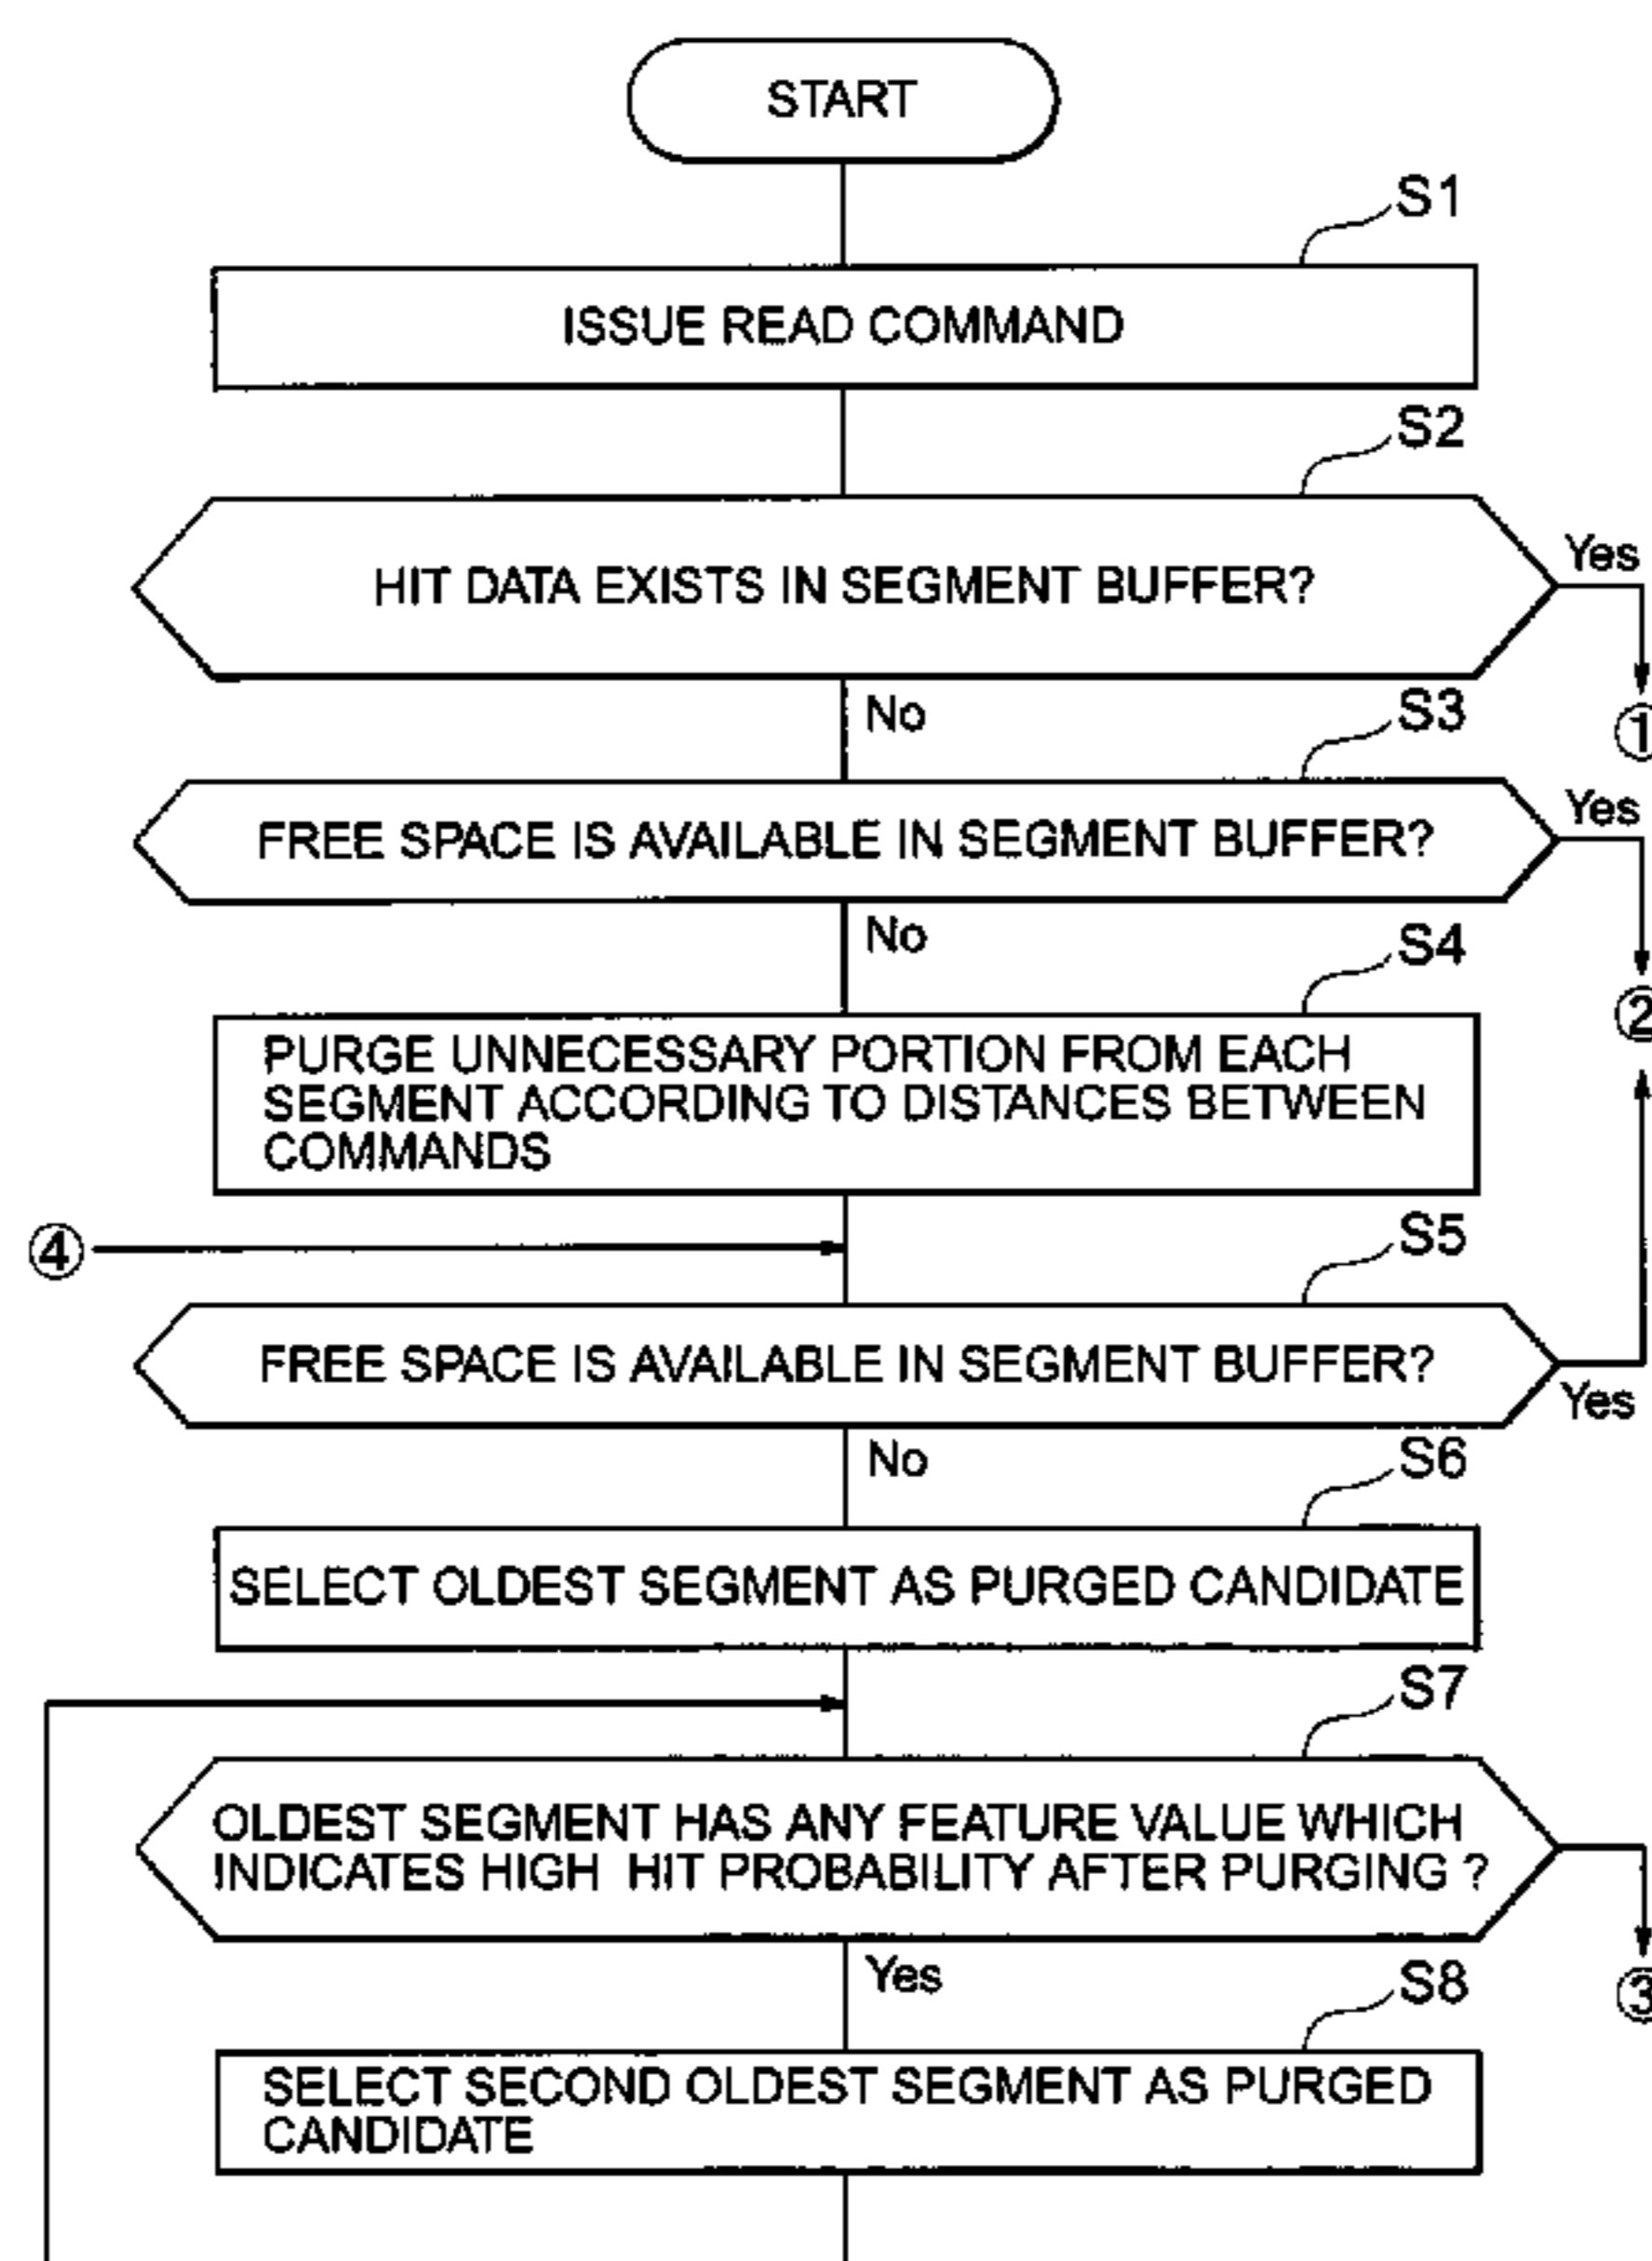 START
S1
ISSUE READ COMMAND
S2
HIT DATA EXISTS IN SEGMENT BUFFER?
Yes
①
No
S3
FREE SPACE IS AVAILABLE IN SEGMENT BUFFER?
Yes
②
No
S4
PURGE UNNECESSARY PORTION FROM EACH
SEGMENT ACCORDING TO DISTANCES BETWEEN
COMMANDS
④
S5
FREE SPACE IS AVAILABLE IN SEGMENT BUFFER?
Yes
No
S6
SELECT OLDEST SEGMENT AS PURGED CANDIDATE
S7
OLDEST SEGMENT HAS ANY FEATURE VALUE WHICH
INDICATES HIGH HIT PROBABILITY AFTER PURGING ?
③
Yes
S8
SELECT SECOND OLDEST SEGMENT AS PURGED
CANDIDATE